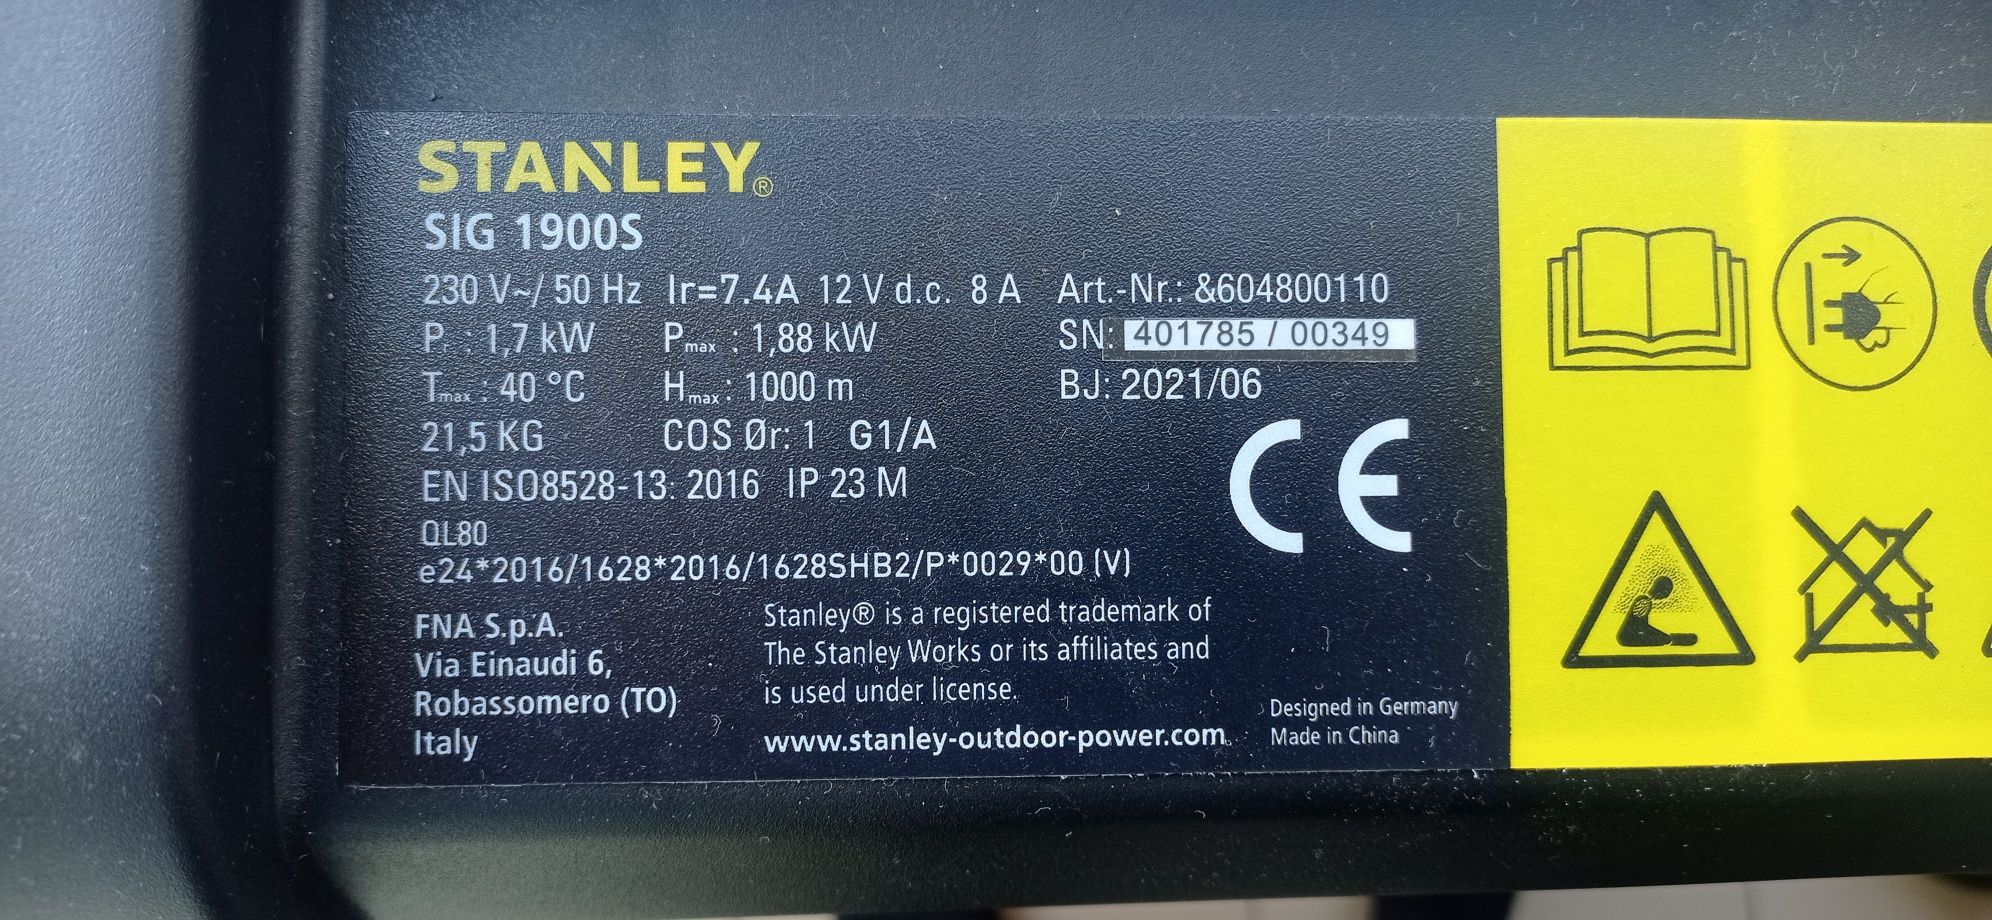 STANLEY®
SIG 1900S
230 V~/ 50 Hz Ir=7.4A 12 V d.c. 8 A Art.-Nr.: &604800110
Pr : 1,7 kW Pmax : 1,88 kW SN: 401785 / 00349
Tmax : 40 °C Hmax : 1000 m BJ: 2021/06
21,5 KG COS Ør: 1 G1/A
EN ISO8528-13: 2016 IP 23 M
QL80
e24*2016/1628*2016/1628SHB2/P*0029*00 (V)
CE
FNA S.p.A.
Via Einaudi 6,
Robassomero (TO)
Italy
Stanley® is a registered trademark of
The Stanley Works or its affiliates and
is used under license.
www.stanley-outdoor-power.com
Designed in Germany
Made in China